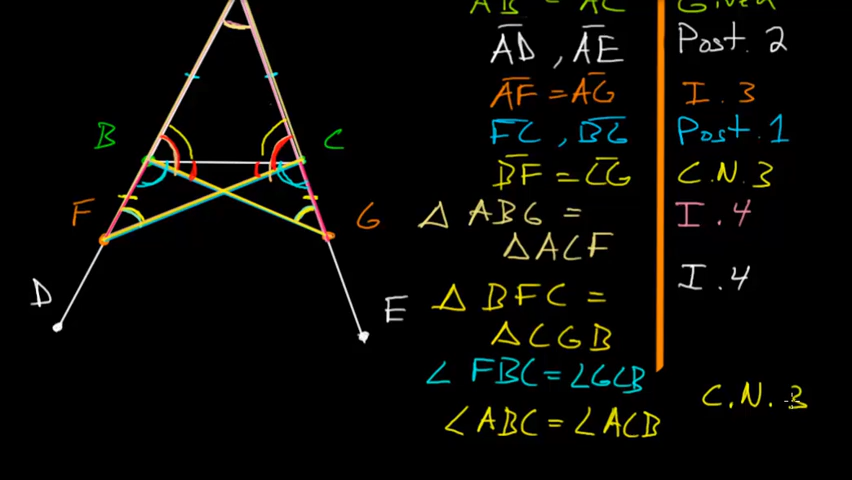 AB = AC Given
AD , AE Post. 2
AF = AG I. 3
B C FC , BG Post. 1
BF = CG C.N. 3
F G △ ABG = I. 4
△ACF
D E △ BFC = I. 4
△CGB
∠ FBC = ∠GCB
∠ABC = ∠ACB C.N. 3